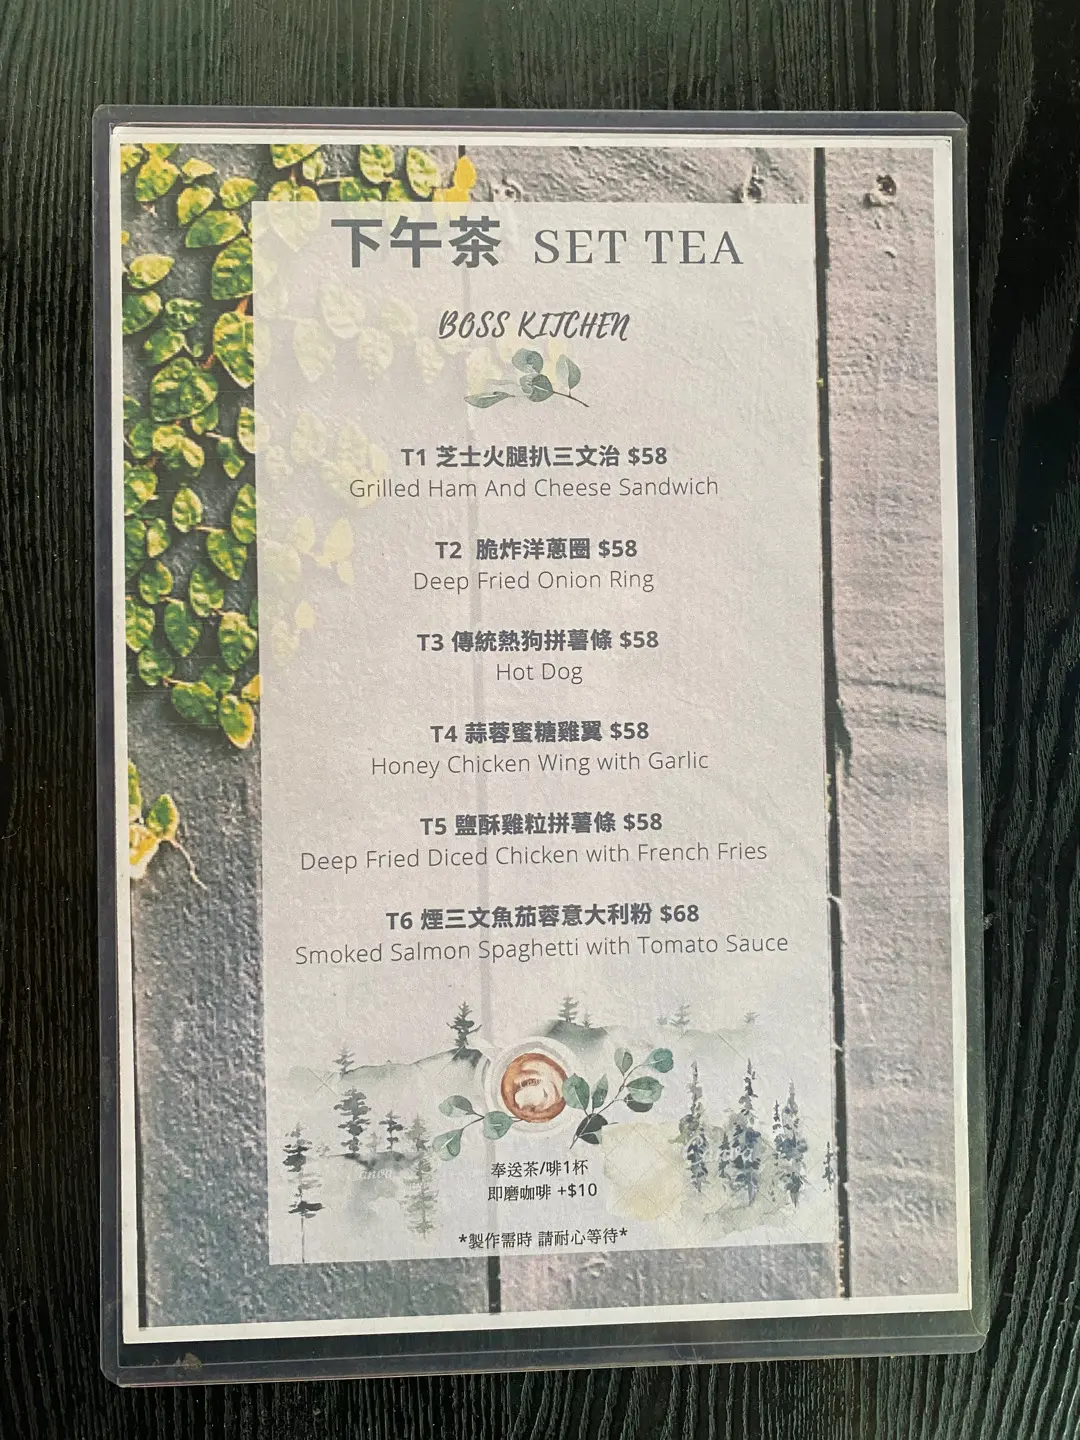 下午茶 SET TEA
BOSS KITCHEN
T1 芝士火腿扒三文治 $58
Grilled Ham And Cheese Sandwich
T2 脆炸洋蔥圈 $58
Deep Fried Onion Ring
T3 傳統熱狗拼薯條 $58
Hot Dog
T4 蒜蓉蜜糖雞翼 $58
Honey Chicken Wing with Garlic
T5 鹽酥雞粒拼薯條 $58
Deep Fried Diced Chicken with French Fries
T6 煙三文魚茄蓉意大利粉 $68
Smoked Salmon Spaghetti with Tomato Sauce
奉送茶/啡1杯
即磨咖啡 +$10
*製作需時 請耐心等待*